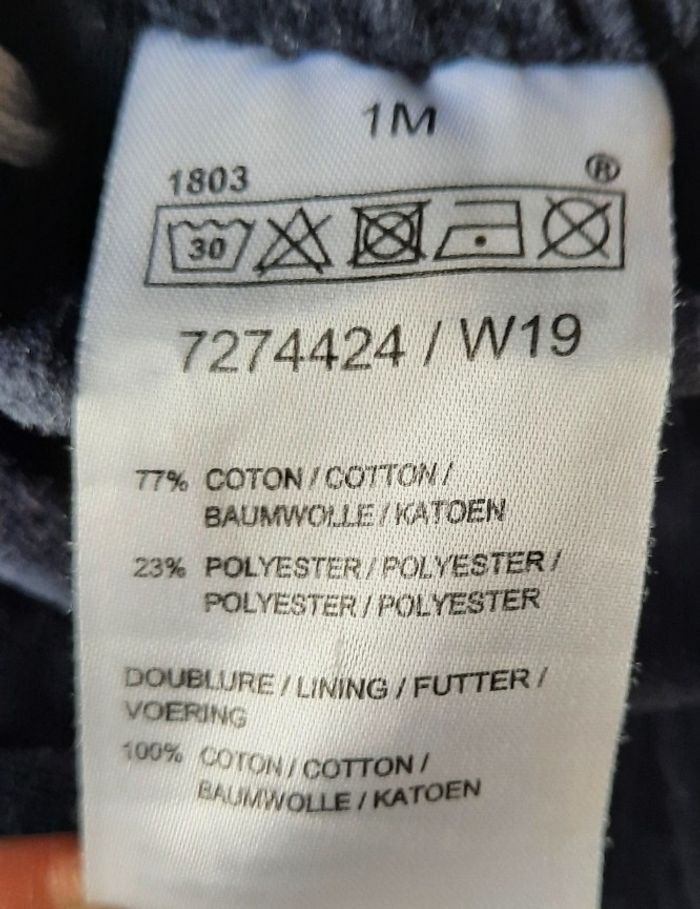 1M
1803 ®
30
7274424 / W19
77% COTON / COTTON /
BAUMWOLLE / KATOEN
23% POLYESTER / POLYESTER /
POLYESTER / POLYESTER
DOUBLURE / LINING / FUTTER /
VOERING
100% COTON / COTTON /
BAUMWOLLE / KATOEN